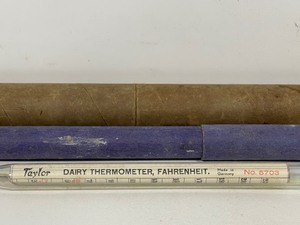 Taylor DAIRY THERMOMETER, FAHRENHEIT. Made in Germany No. 5703